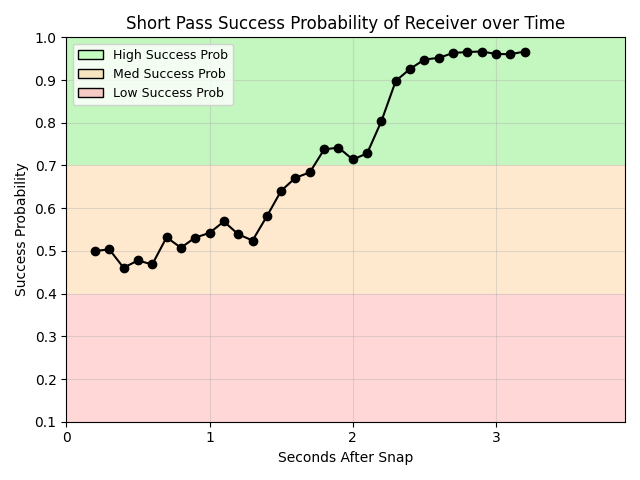 Short Pass Success Probability of Receiver over Time
High Success Prob
Med Success Prob
Low Success Prob
Success Probability
1.0
0.9
0.8
0.7
0.6
0.5
0.4
0.3
0.2
0.1
0 1 2 3
Seconds After Snap